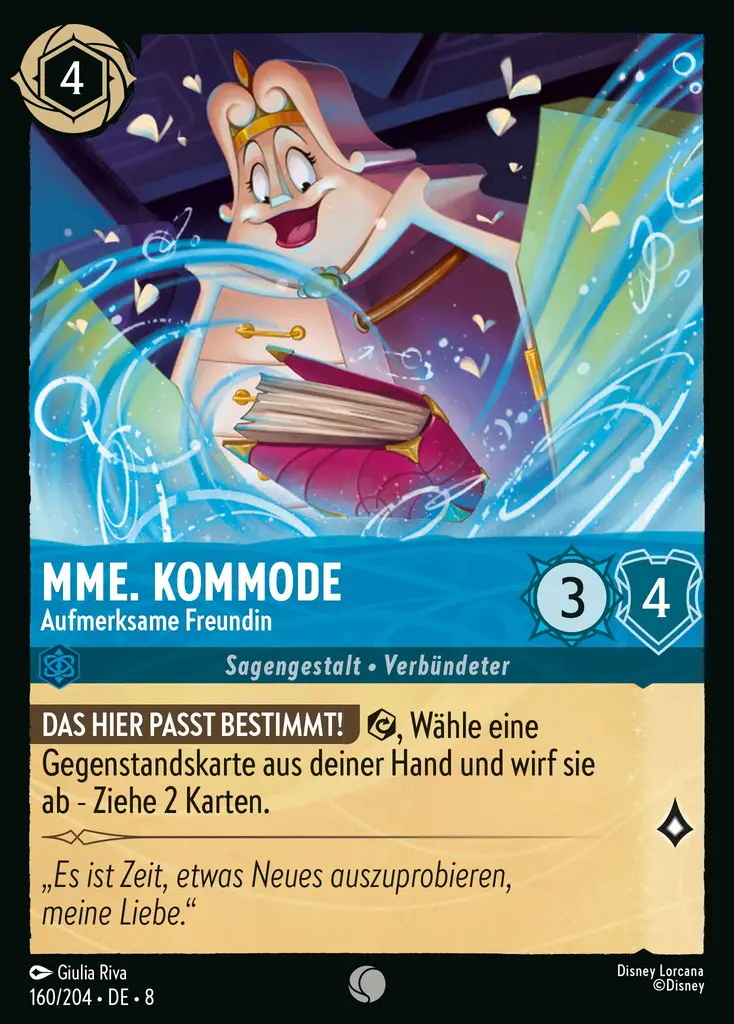 4
MME. KOMMODE
Aufmerksame Freundin
3
4
Sagengestalt • Verbündeter
DAS HIER PASST BESTIMMT! , Wähle eine
Gegenstandskarte aus deiner Hand und wirf sie
ab - Ziehe 2 Karten.
„Es ist Zeit, etwas Neues auszuprobieren,
meine Liebe.“
Giulia Riva
160/204 • DE • 8
Disney Lorcana
©Disney